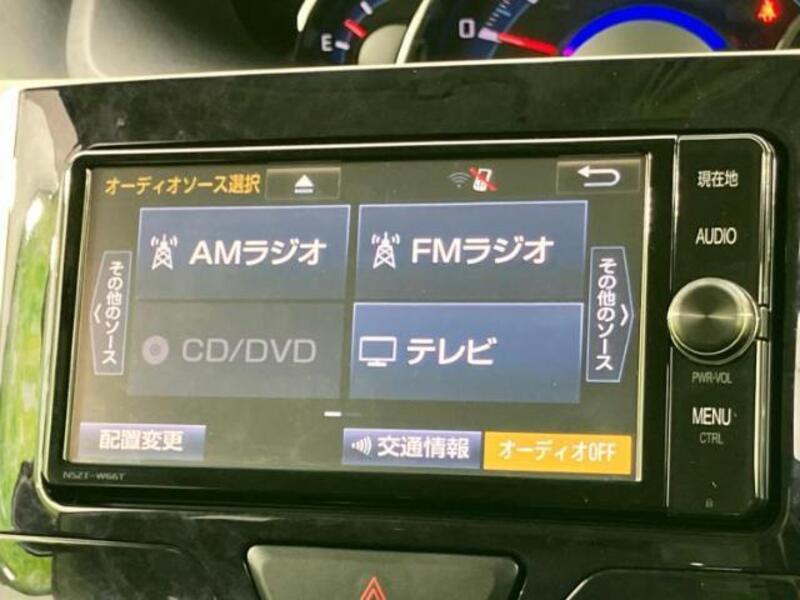 E
0
オーディオソース選択
AMラジオ
FMラジオ
その他のソース
その他のソース
CD/DVD
テレビ
配置変更
交通情報
オーディオOFF
NSZT-W66T
現在地
AUDIO
PWR·VOL
MENU
CTRL